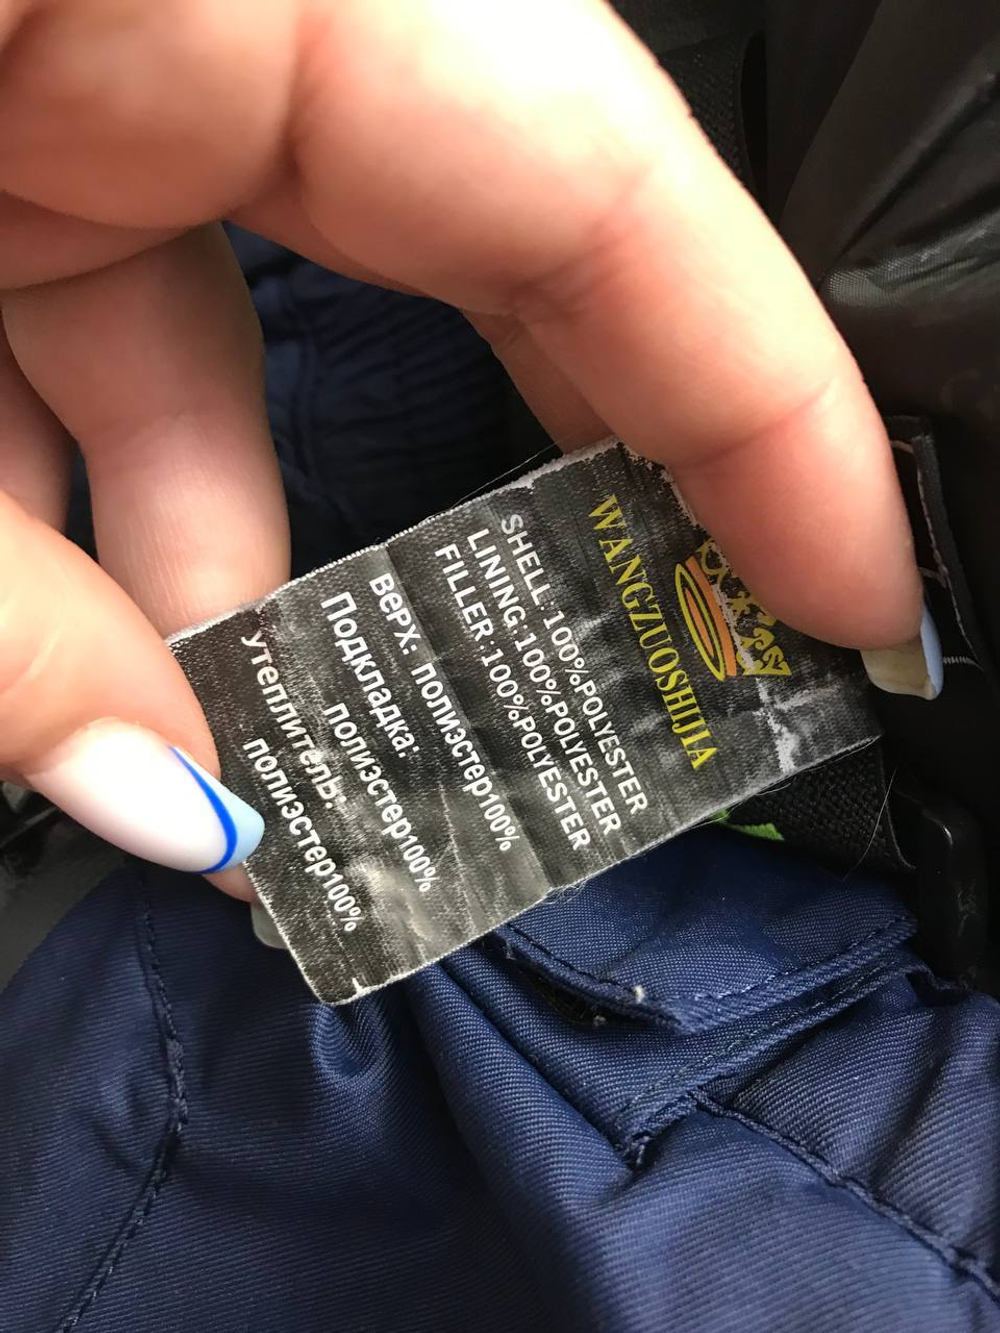 WANGZUOSHIJIA
SHELL:100%POLYESTER
LINING:100%POLYESTER
FILLER:100%POLYESTER
Верх: полиэстер100%
Подкладка:
полиэстер100%
утеплитель:
полиэстер100%